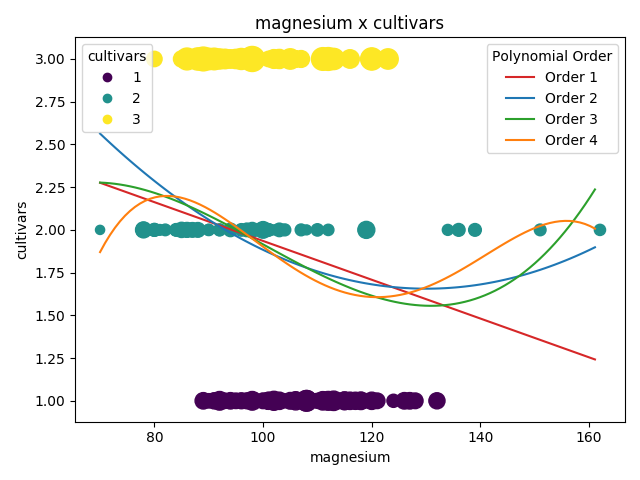 magnesium x cultivars
cultivars
1
2
3
Polynomial Order
Order 1
Order 2
Order 3
Order 4
3.00
2.75
2.50
2.25
2.00
1.75
1.50
1.25
1.00
cultivars
80 100 120 140 160
magnesium